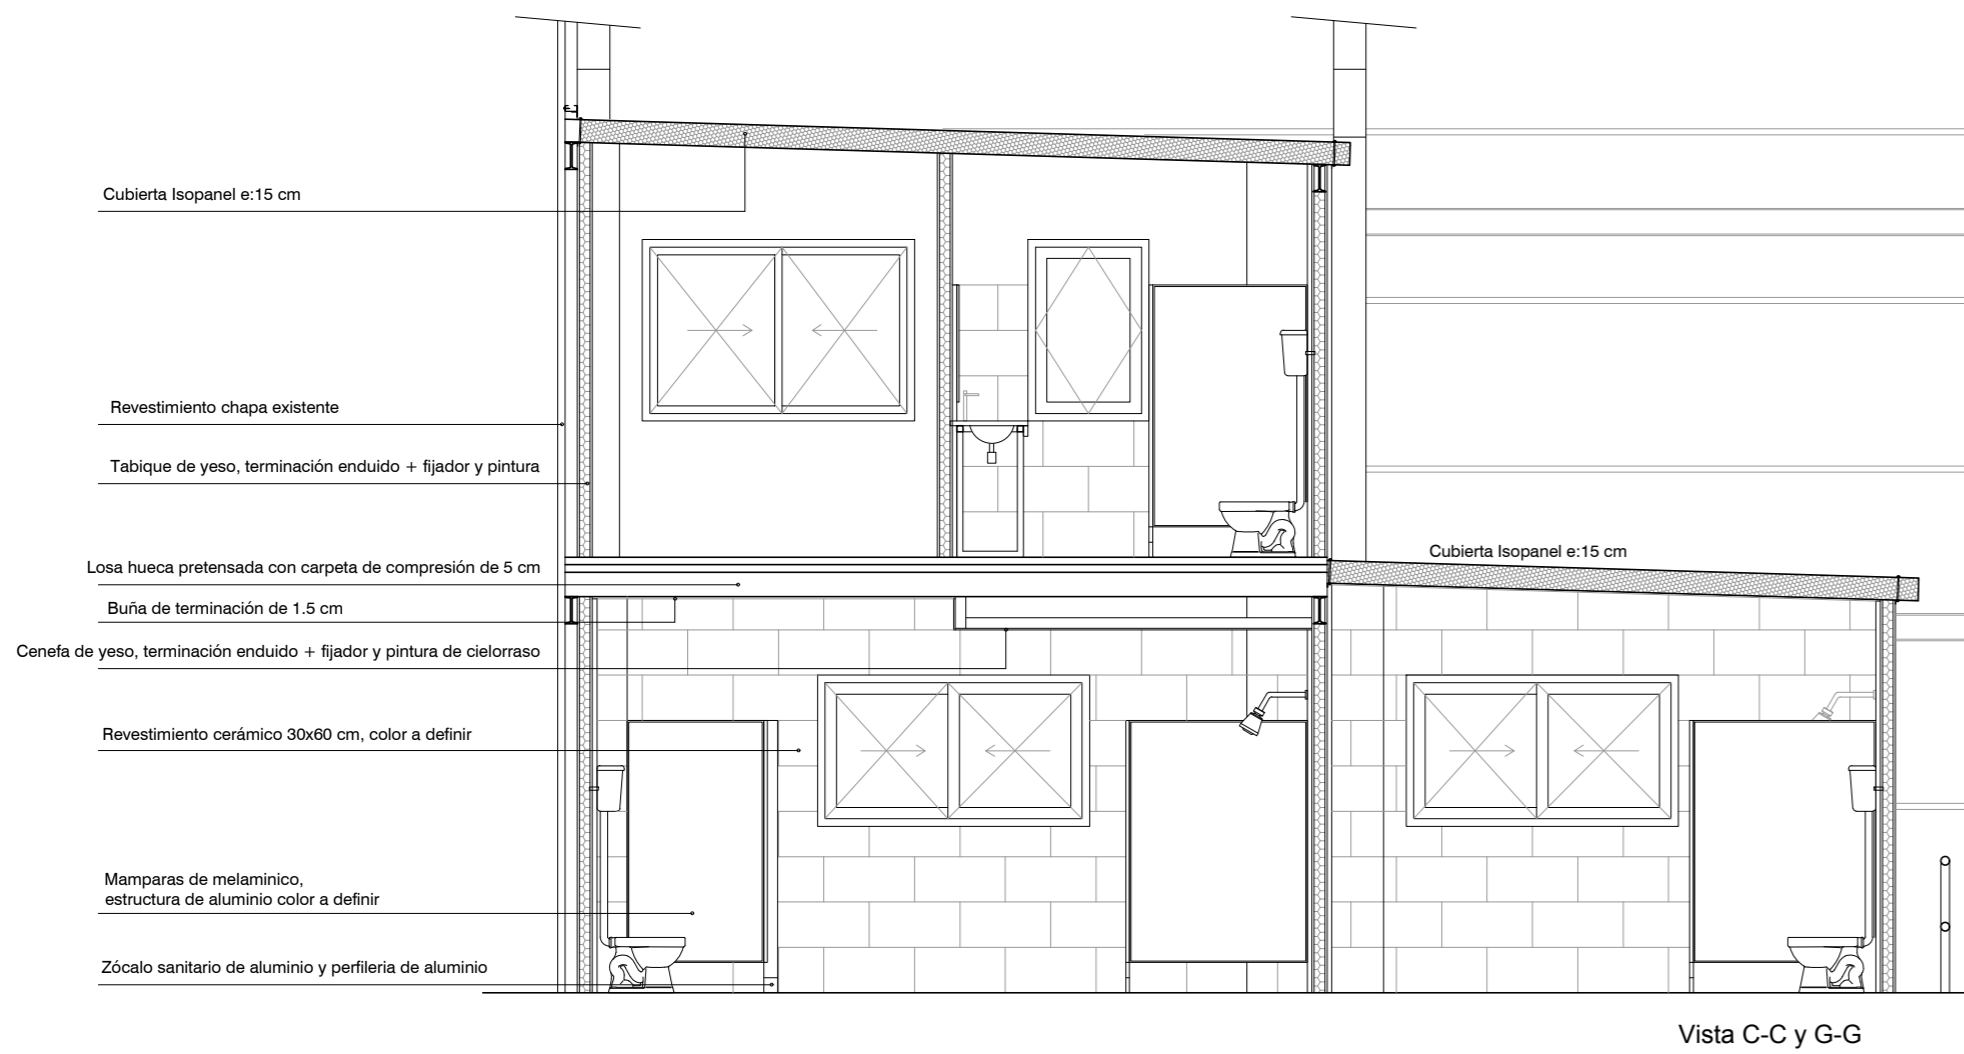 Cubierta Isopanel e:15 cm
Revestimiento chapa existente
Tabique de yeso, terminación enduido + fijador y pintura
Losa hueca pretensada con carpeta de compresión de 5 cm
Cubierta Isopanel e:15 cm
Buña de terminación de 1.5 cm
Cenefa de yeso, terminación enduido + fijador y pintura de cielorraso
Revestimiento cerámico 30x60 cm, color a definir
Mamparas de melaminico,
estructura de aluminio color a definir
Zócalo sanitario de aluminio y perfileria de aluminio
Vista C-C y G-G